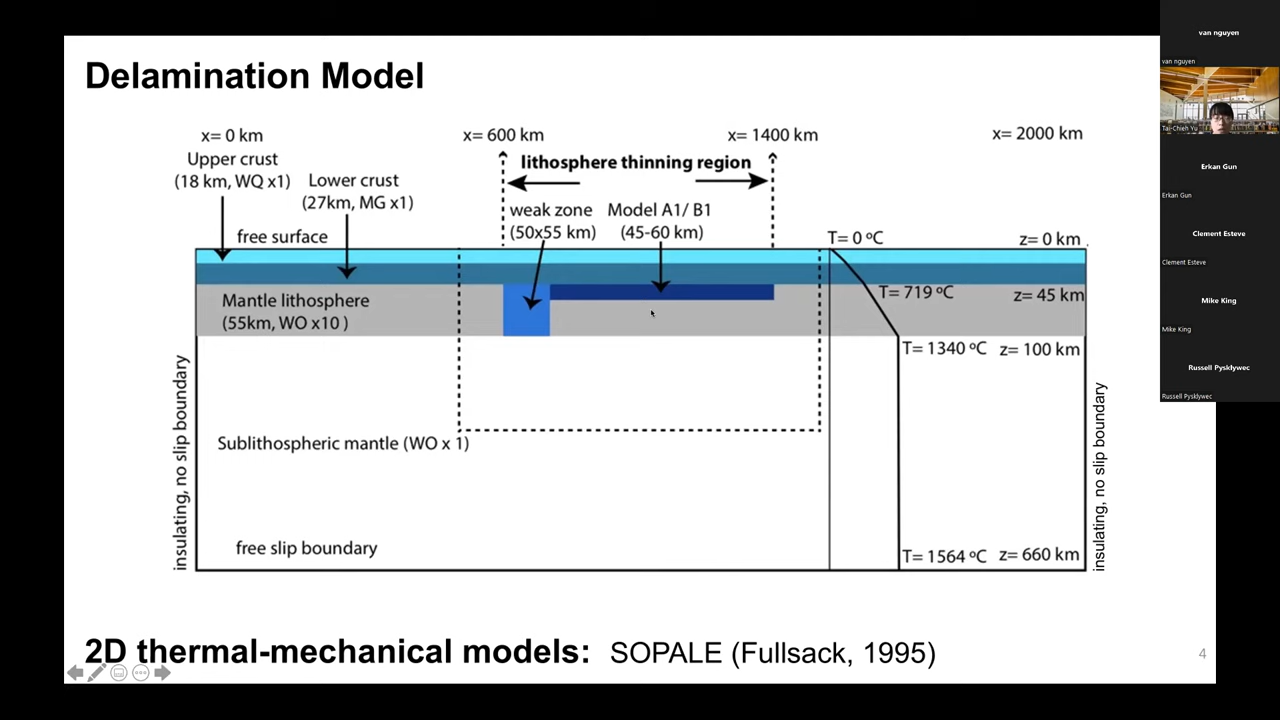 Delamination Model
x= 0 km
x= 600 km
x= 1400 km
x= 2000 km
Upper crust
(18 km, WQ x1)
Lower crust
(27km, MG x1)
lithosphere thinning region
weak zone
(50x55 km)
Model A1/ B1
(45-60 km)
free surface
T= 0 ºC
z= 0 km
Mantle lithosphere
(55km, WO x10 )
T= 719 ºC
z= 45 km
T= 1340 ºC
z= 100 km
insulating, no slip boundary
Sublithospheric mantle (WO x 1)
insulating, no slip boundary
free slip boundary
T= 1564 ºC
z= 660 km
2D thermal-mechanical models: SOPALE (Fullsack, 1995)
4
van nguyen
van nguyen
Tai-Chieh Yu
Erkan Gun
Erkan Gun
Clement Esteve
Clement Esteve
Mike King
Mike King
Russell Pysklywec
Russell Pysklywec